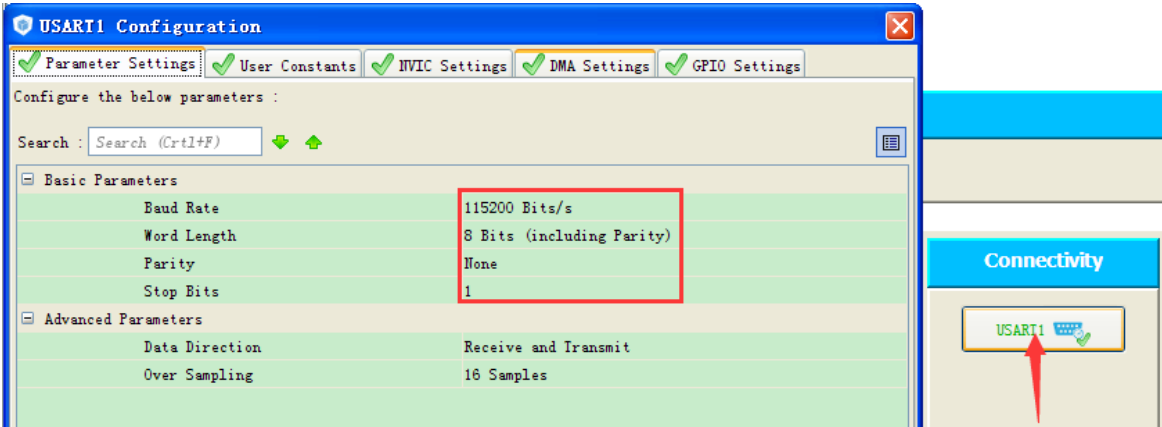 USART1 Configuration
Parameter Settings User Constants NVIC Settings DMA Settings GPIO Settings
Configure the below parameters :
Search : Search (Crtl+F)
Basic Parameters
Baud Rate 115200 Bits/s
Word Length 8 Bits (including Parity)
Parity None
Stop Bits 1
Advanced Parameters
Data Direction Receive and Transmit
Over Sampling 16 Samples
Connectivity
USART1